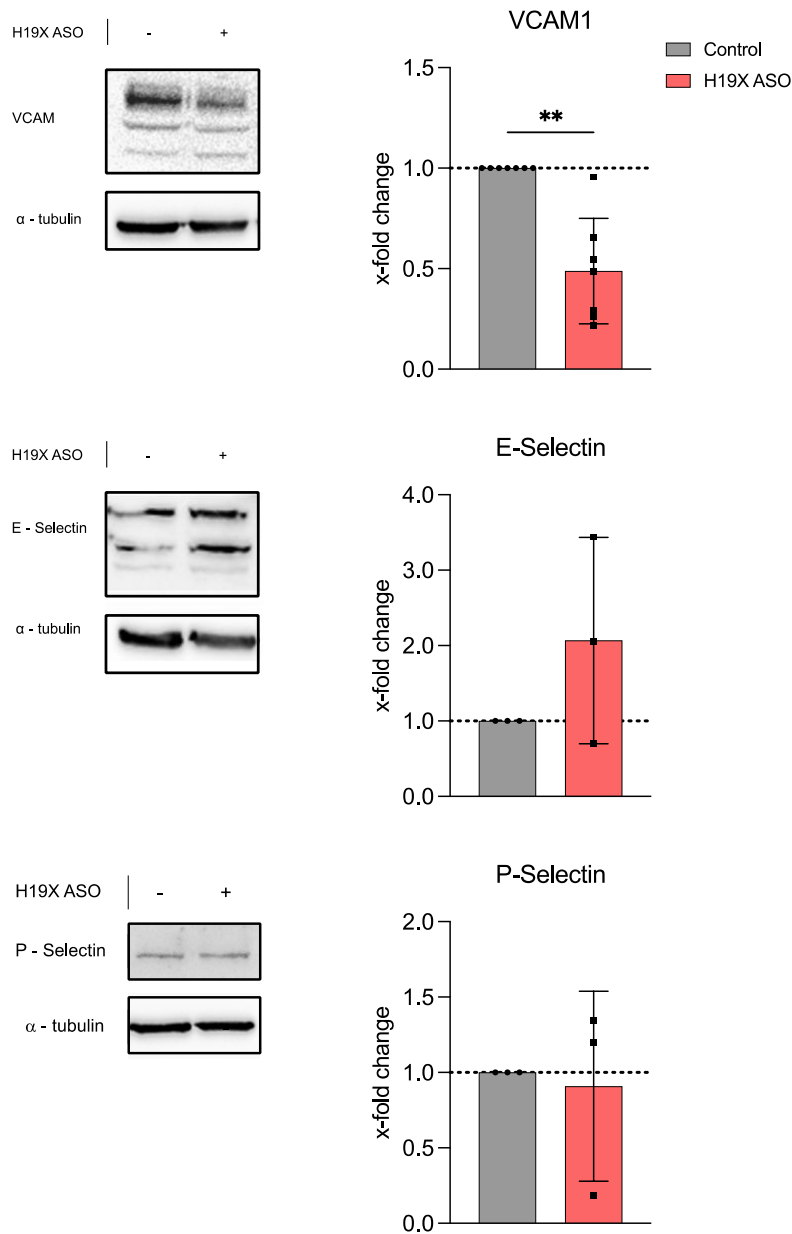 H19X ASO - +
VCAM
α - tubulin
VCAM1
Control
H19X ASO
**
x-fold change
1.5
1.0
0.5
0.0
H19X ASO - +
E - Selectin
α - tubulin
E-Selectin
x-fold change
4.0
3.0
2.0
1.0
0.0
H19X ASO - +
P - Selectin
α - tubulin
P-Selectin
x-fold change
2.0
1.5
1.0
0.5
0.0